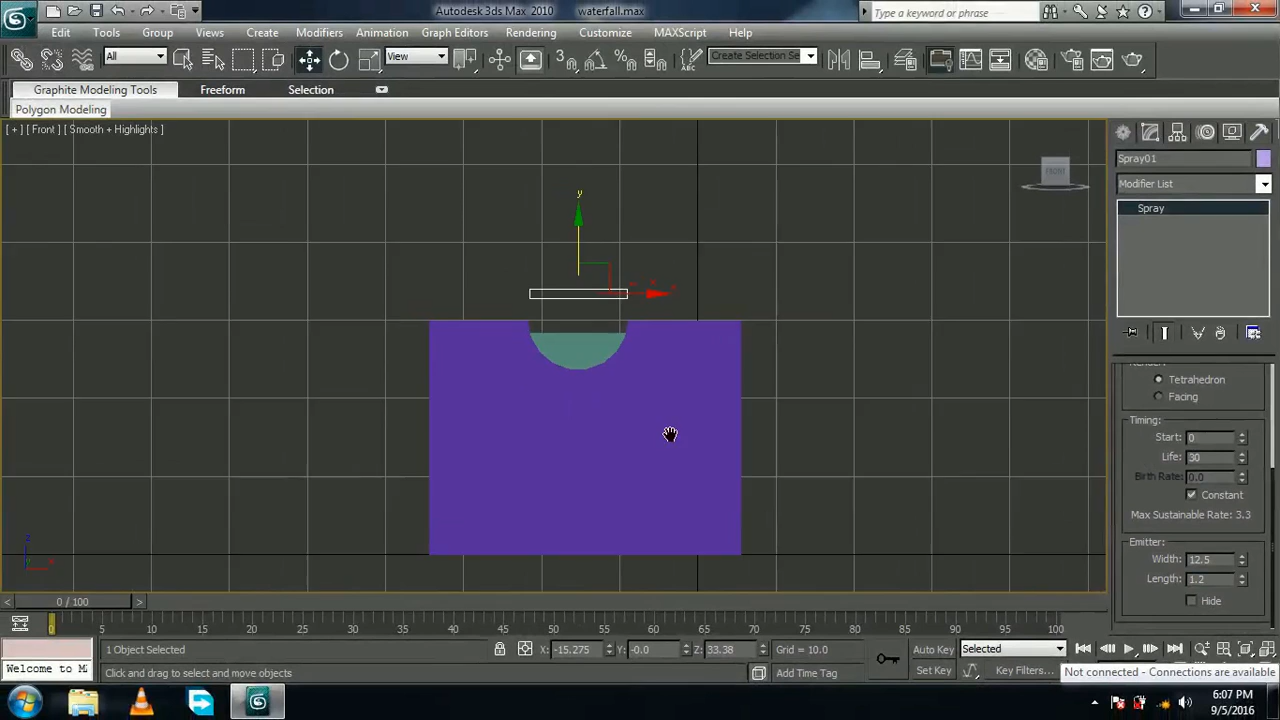 Autodesk 3ds Max 2010 waterfall.max
Type a keyword or phrase
Edit Tools Group Views Create Modifiers Animation Graph Editors Rendering Customize MAXScript Help
All View Create Selection Se
Graphite Modeling Tools Freeform Selection
Polygon Modeling
[ + ] [ Front ] [ Smooth + Highlights ]
FRONT
Spray01
Modifier List
Spray
y
x
Tetrahedron
Facing
Timing:
Start: 0
Life: 30
Birth Rate: 0.0
Constant
Max Sustainable Rate: 3.3
Emitter:
Width: 12.5
Length: 1.2
Hide
z
x
< 0 / 100 >
0 5 10 15 20 25 30 35 40 45 50 55 60 65 70 75 80 85 90 95 100
1 Object Selected X: -15.275 Y: -0.0 Z: 33.38 Grid = 10.0 Auto Key Selected
Welcome to M Click and drag to select and move objects Add Time Tag Set Key Key Filters...
Not connected - Connections are available
6:07 PM
9/5/2016